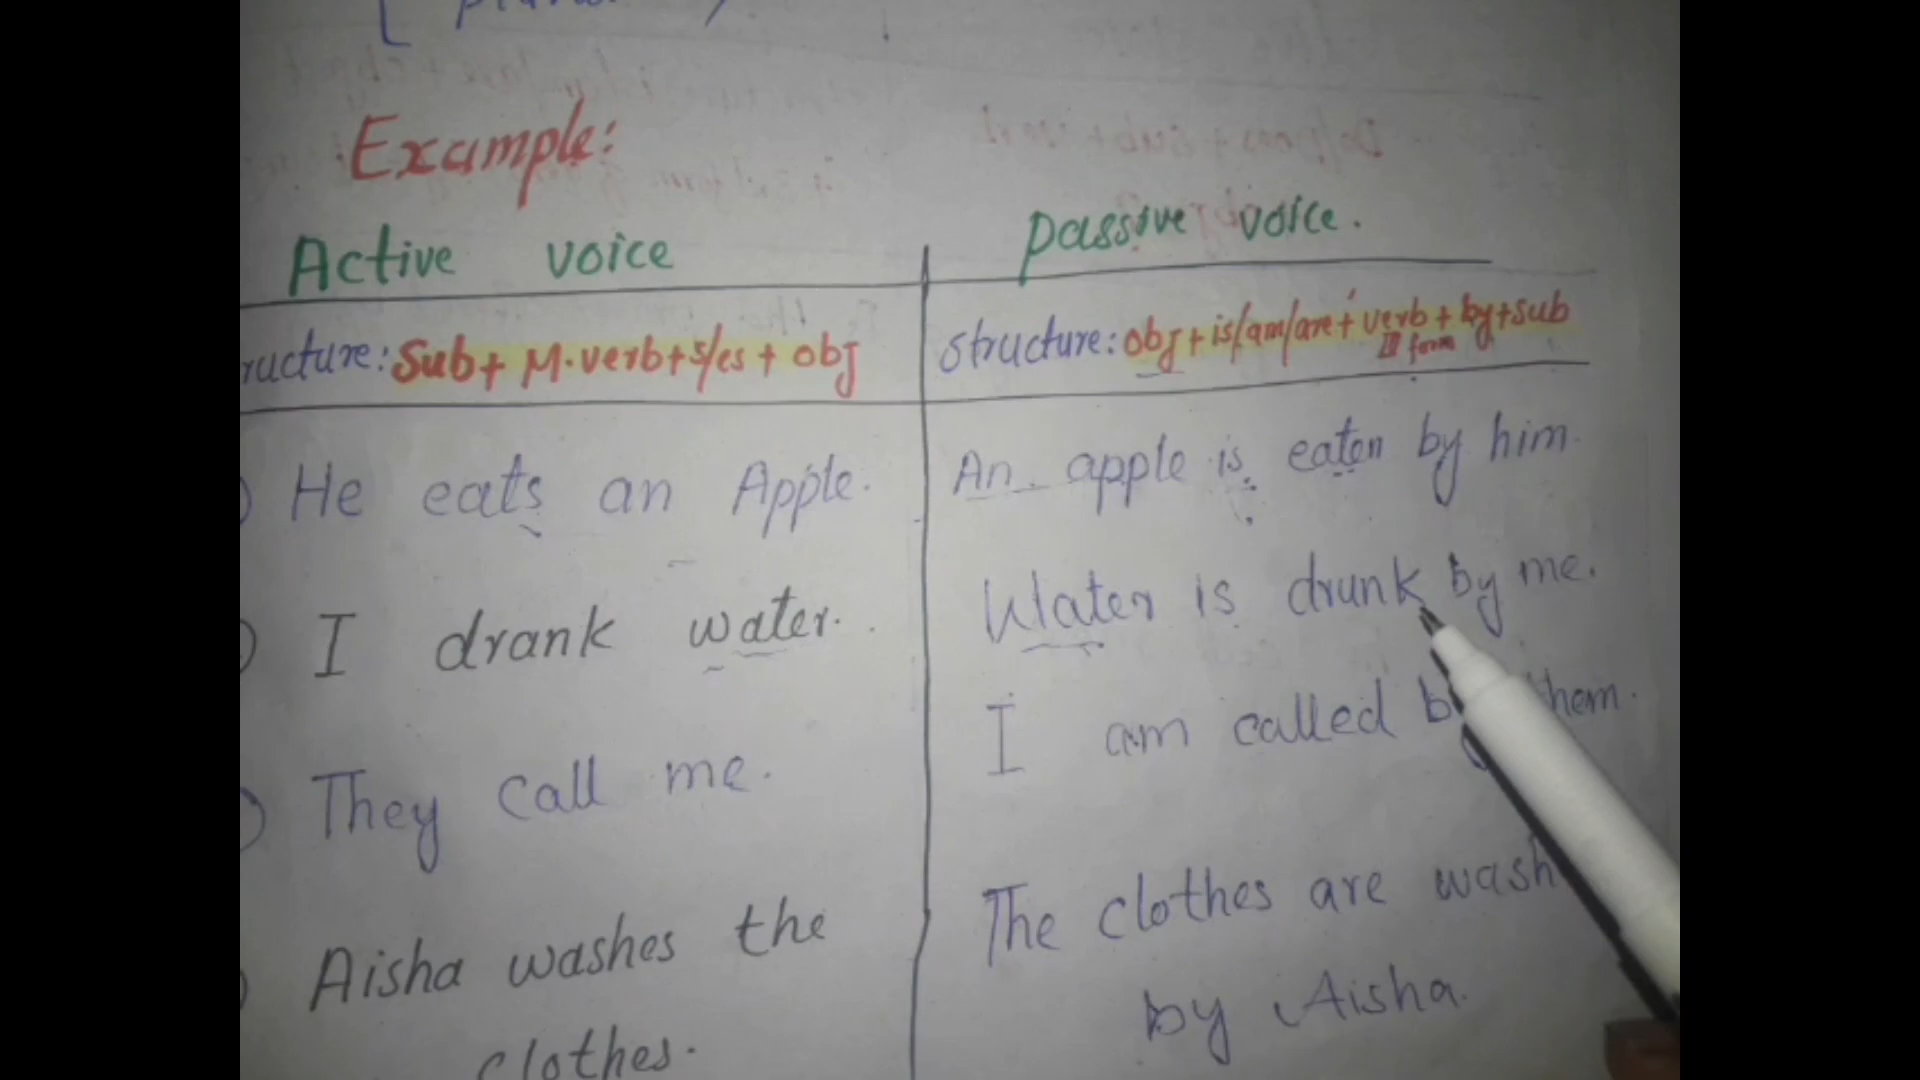 Example:
Active voice
passive voice.
ructure: Sub + M.verb + s/es + obj
structure: obj + is/am/are + verb + by + sub
III form
He eats an Apple.
An apple is eaten by him.
I drank water.
Water is drunk by me.
They call me.
I am called by them.
Aisha washes the
clothes.
The clothes are wash
by Aisha.